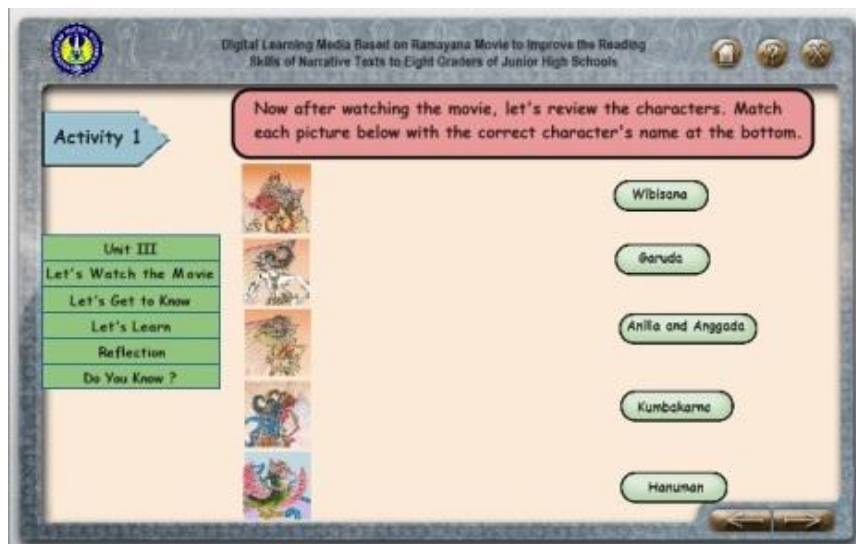 Digital Learning Media Based on Ramayana Movie to Improve the Reading
Skills of Narrative Texts to Eight Graders of Junior High Schools
Activity 1
Now after watching the movie, let's review the characters. Match
each picture below with the correct character's name at the bottom.
Unit III
Let's Watch the Movie
Let's Get to Know
Let's Learn
Reflection
Do You Know ?
Wibisana
Garuda
Anilla and Anggada
Kumbakarna
Hanuman